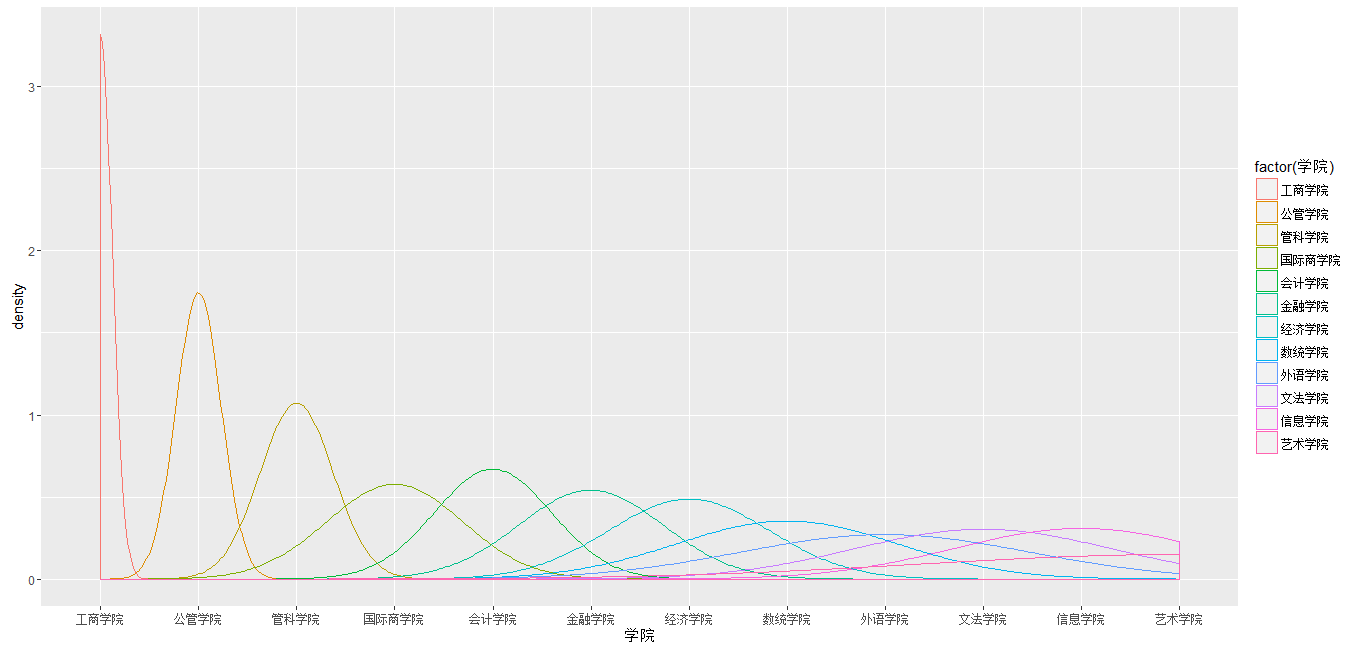 3
2
1
0
density
工商学院 公管学院 管科学院 国际商学院 会计学院 金融学院 经济学院 数统学院 外语学院 文法学院 信息学院 艺术学院
学院
factor(学院)
工商学院
公管学院
管科学院
国际商学院
会计学院
金融学院
经济学院
数统学院
外语学院
文法学院
信息学院
艺术学院